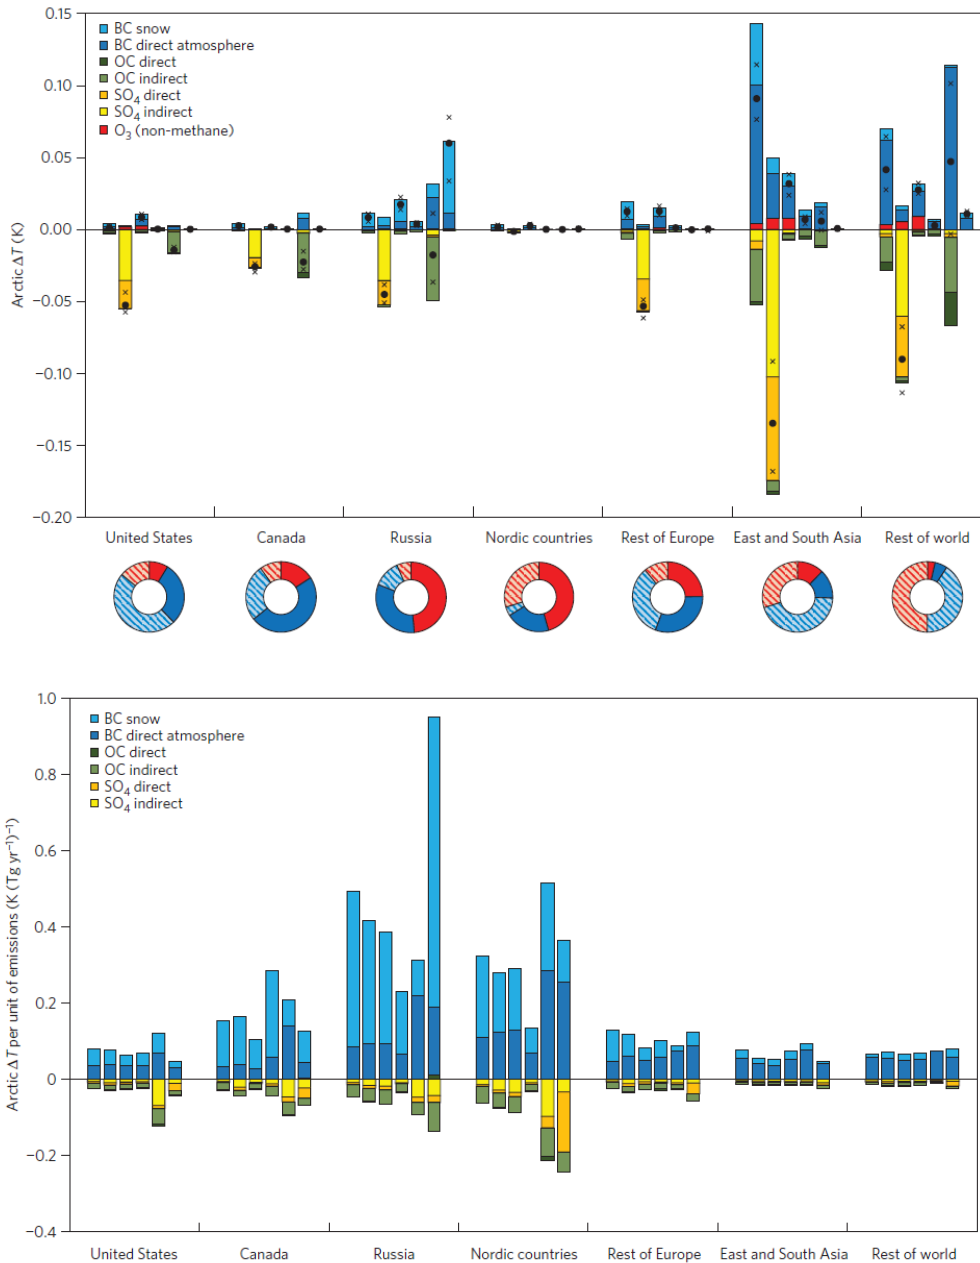 0.15
BC snow
BC direct atmosphere
OC direct
OC indirect
SO4 direct
SO4 indirect
O3 (non-methane)
0.10
0.05
0.00
−0.05
−0.10
−0.15
−0.20
Arctic ΔT (K)
United States Canada Russia Nordic countries Rest of Europe East and South Asia Rest of world
1.0
BC snow
BC direct atmosphere
OC direct
OC indirect
SO4 direct
SO4 indirect
0.8
0.6
0.4
0.2
0
−0.2
−0.4
Arctic ΔT per unit of emissions (K (Tg yr⁻¹)⁻¹)
United States Canada Russia Nordic countries Rest of Europe East and South Asia Rest of world